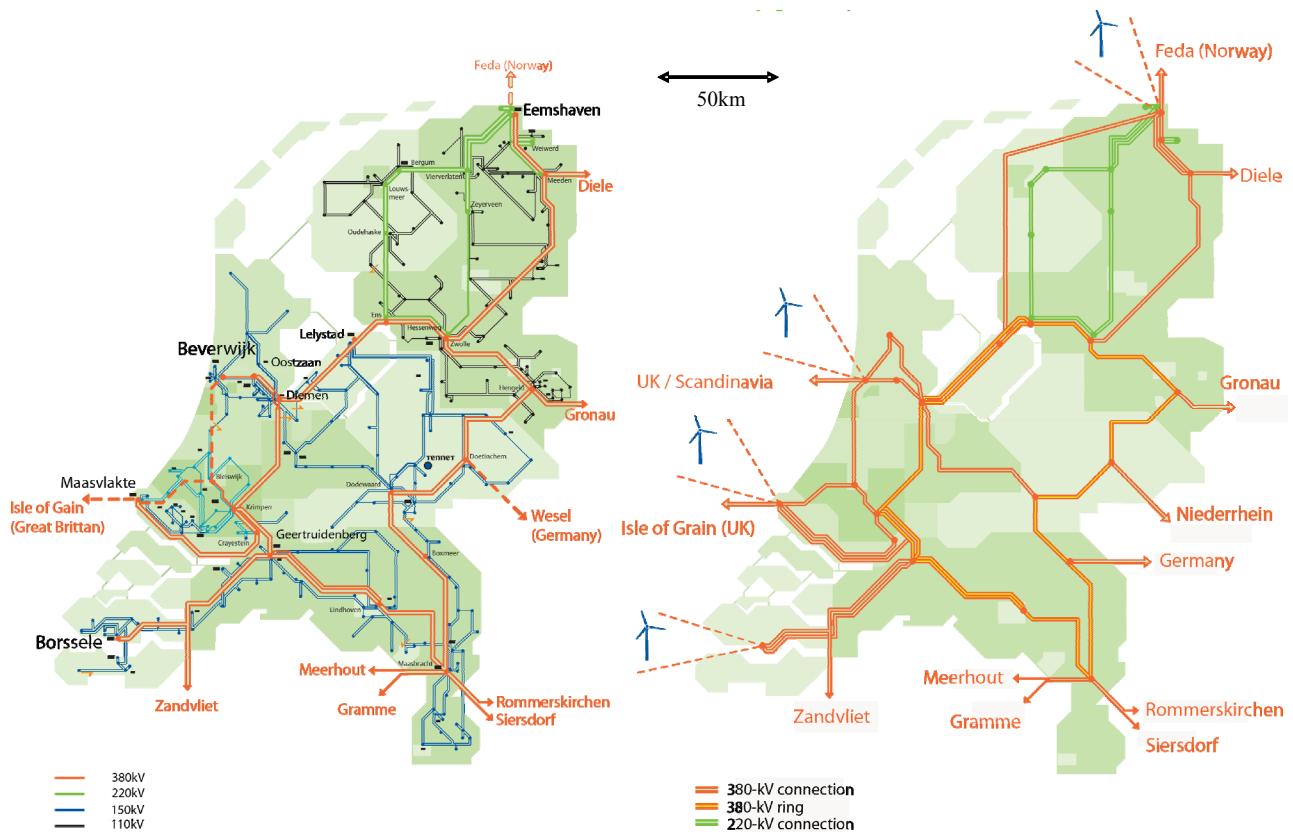 Feda (Norway)
Eemshaven
Weiwerd
Bergum
Vierverlaten
Meeden
Diele
Louws-
meer
Zeyerveen
Oudehaske
Ens
Hessenweg
Lelystad
Zwolle
Beverwijk
Oostzaan
Diemen
Hengelo
Gronau
TENNET
Doetinchem
Bleiswijk
Dodewaard
Maasvlakte
Isle of Gain
(Great Brittan)
Krimpen
Wesel
(Germany)
Crayestein
Geertruidenberg
Boxmeer
Lindhoven
Borssele
Maasbracht
Meerhout
Zandvliet
Gramme
Rommerskirchen
Siersdorf
380kV
220kV
150kV
110kV
50km
Feda (Norway)
Diele
UK / Scandinavia
Gronau
Isle of Grain (UK)
Niederrhein
Germany
Meerhout
Zandvliet
Gramme
Rommerskirchen
Siersdorf
380-kV connection
380-kV ring
220-kV connection